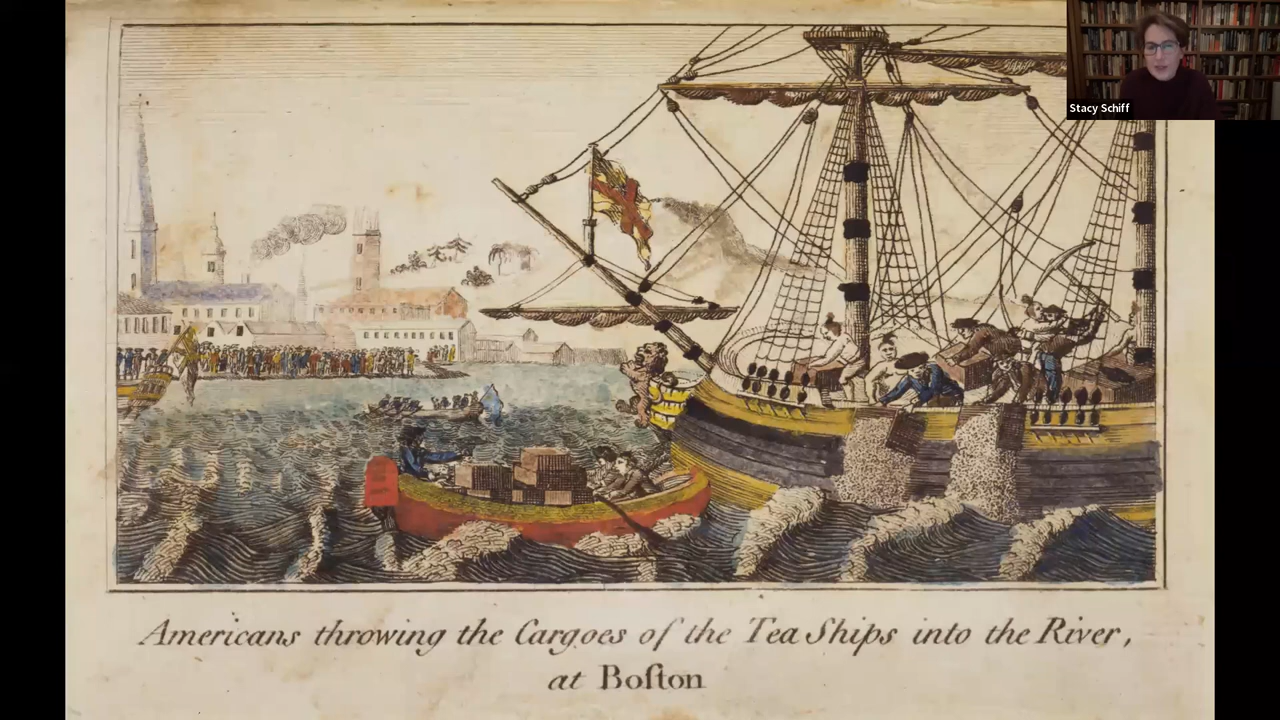 Stacy Schiff
Americans throwing the Cargoes of the Tea Ships into the River,
at Boſton